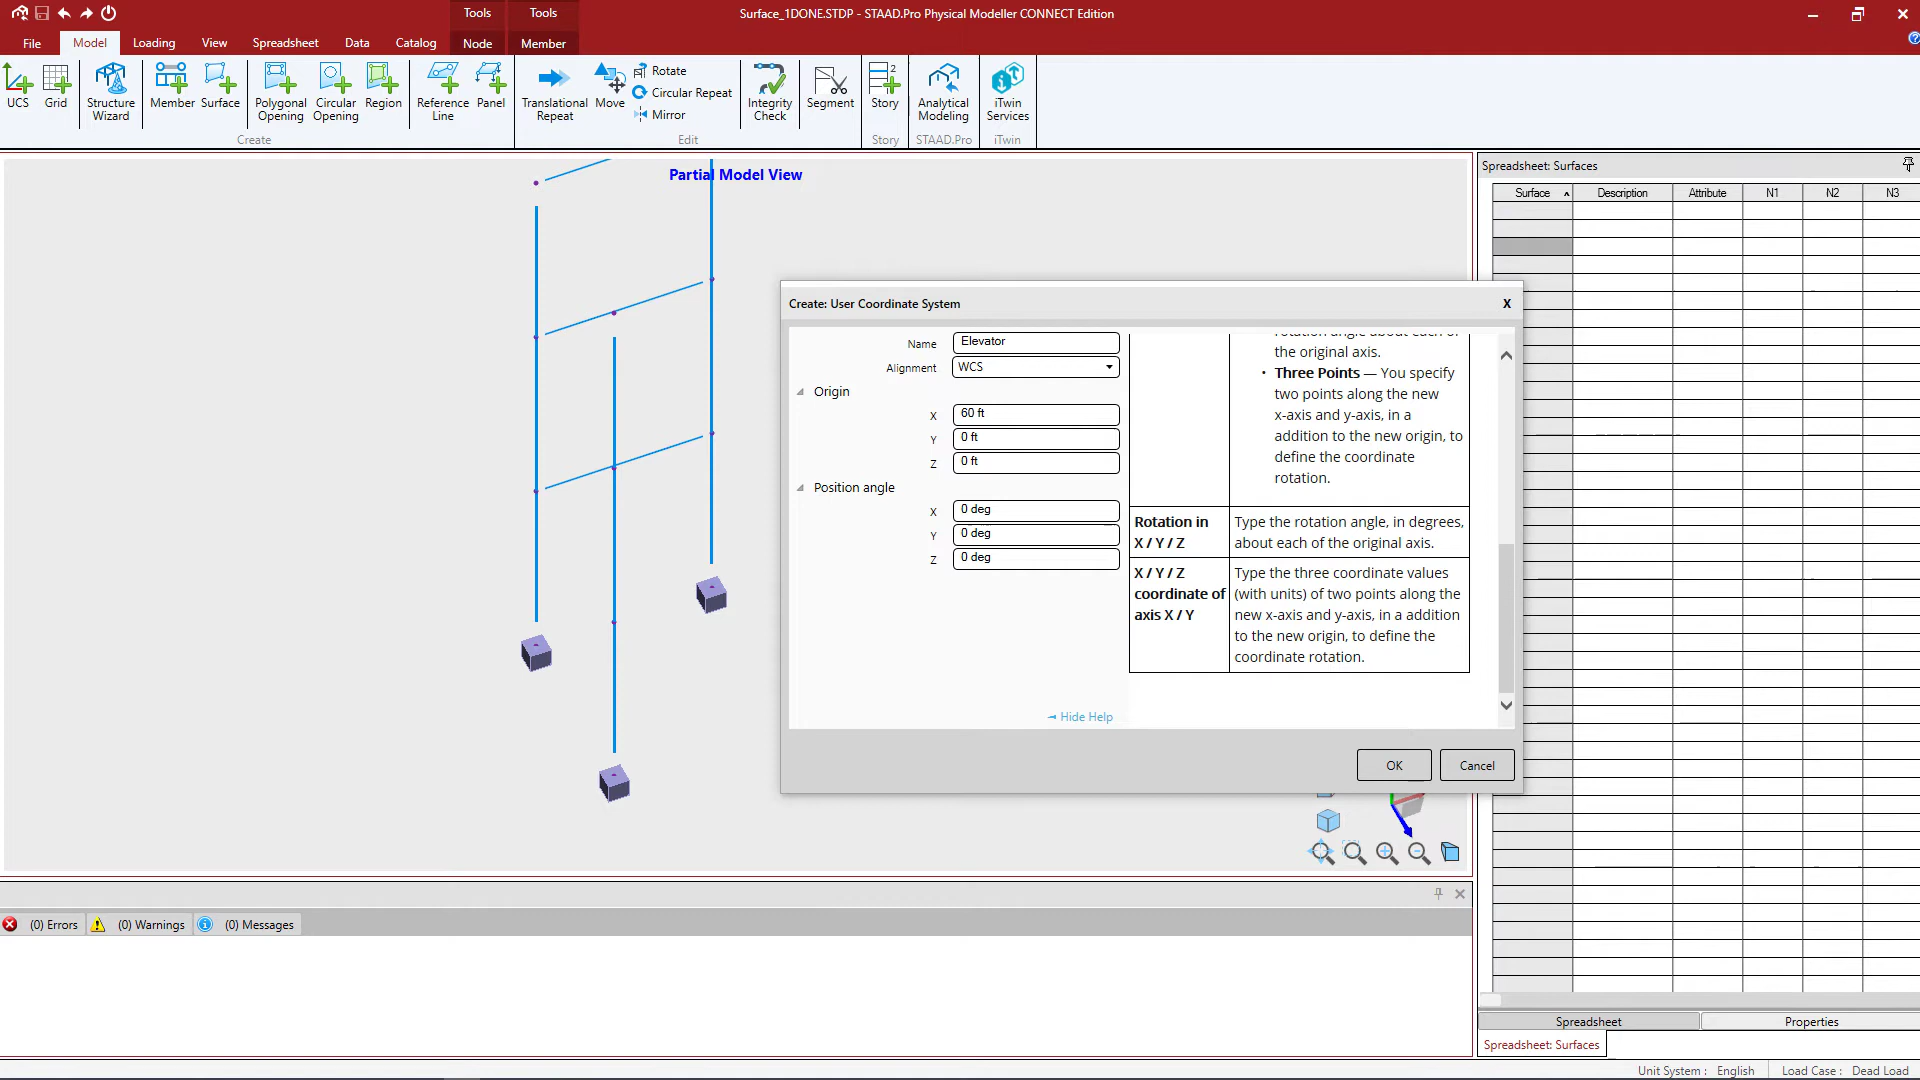 Tools
Tools
Surface_1DONE.STDP - STAAD.Pro Physical Modeller CONNECT Edition
File
Model
Loading
View
Spreadsheet
Data
Catalog
Node
Member
UCS
Grid
Structure
Wizard
Member
Surface
Polygonal
Opening
Circular
Opening
Region
Reference
Line
Panel
Translational
Repeat
Move
Rotate
Circular Repeat
Mirror
Integrity
Check
Segment
2
Story
Analytical
Modeling
iTwin
Services
Create
Edit
Story
STAAD.Pro
iTwin
Partial Model View
Spreadsheet: Surfaces
Surface
Description
Attribute
N1
N2
N3
Create: User Coordinate System
X
Name
Elevator
Alignment
WCS
Origin
X
60 ft
Y
0 ft
Z
0 ft
Position angle
X
0 deg
Y
0 deg
Z
0 deg
rotation angle about each of
the original axis.
• Three Points — You specify
two points along the new
x-axis and y-axis, in a
addition to the new origin, to
define the coordinate
rotation.
Rotation in
X / Y / Z
Type the rotation angle, in degrees,
about each of the original axis.
X / Y / Z
coordinate of
axis X / Y
Type the three coordinate values
(with units) of two points along the
new x-axis and y-axis, in a addition
to the new origin, to define the
coordinate rotation.
Hide Help
OK
Cancel
(0) Errors
(0) Warnings
(0) Messages
Spreadsheet
Properties
Spreadsheet: Surfaces
Unit System : English
Load Case : Dead Load